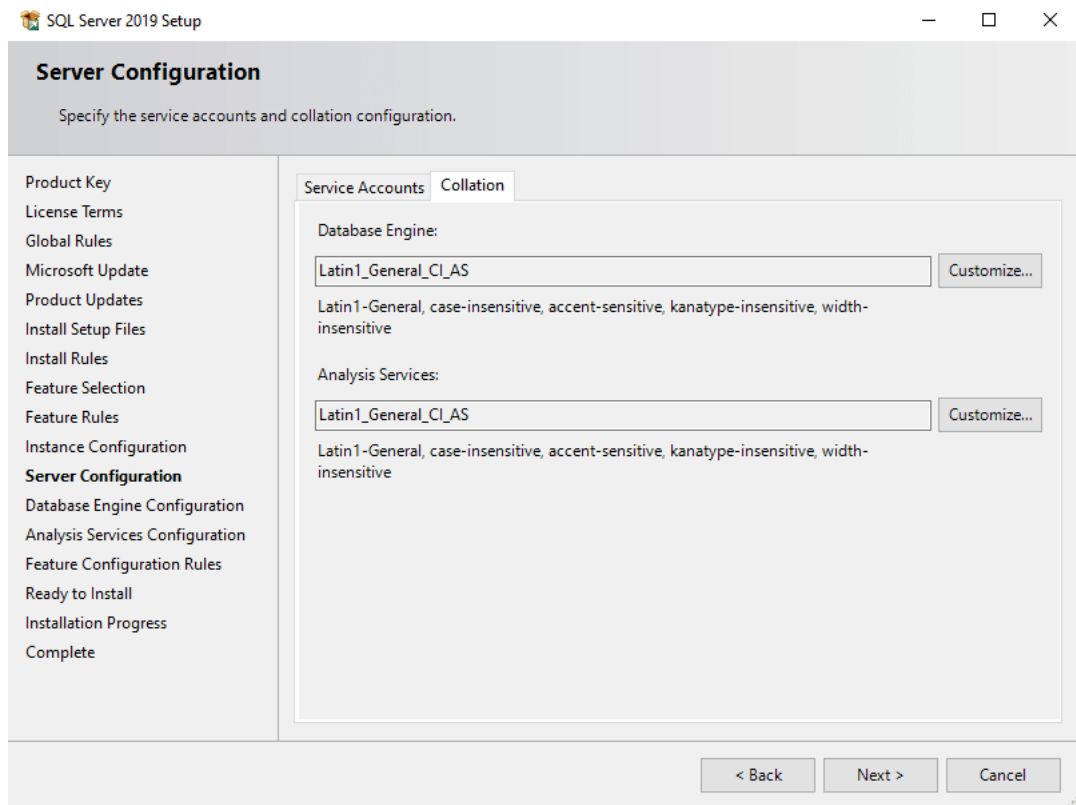 SQL Server 2019 Setup
Server Configuration
Specify the service accounts and collation configuration.
Product Key
License Terms
Global Rules
Microsoft Update
Product Updates
Install Setup Files
Install Rules
Feature Selection
Feature Rules
Instance Configuration
Server Configuration
Database Engine Configuration
Analysis Services Configuration
Feature Configuration Rules
Ready to Install
Installation Progress
Complete
Service Accounts Collation
Database Engine:
Latin1_General_CI_AS Customize...
Latin1-General, case-insensitive, accent-sensitive, kanatype-insensitive, width-
insensitive
Analysis Services:
Latin1_General_CI_AS Customize...
Latin1-General, case-insensitive, accent-sensitive, kanatype-insensitive, width-
insensitive
< Back Next > Cancel